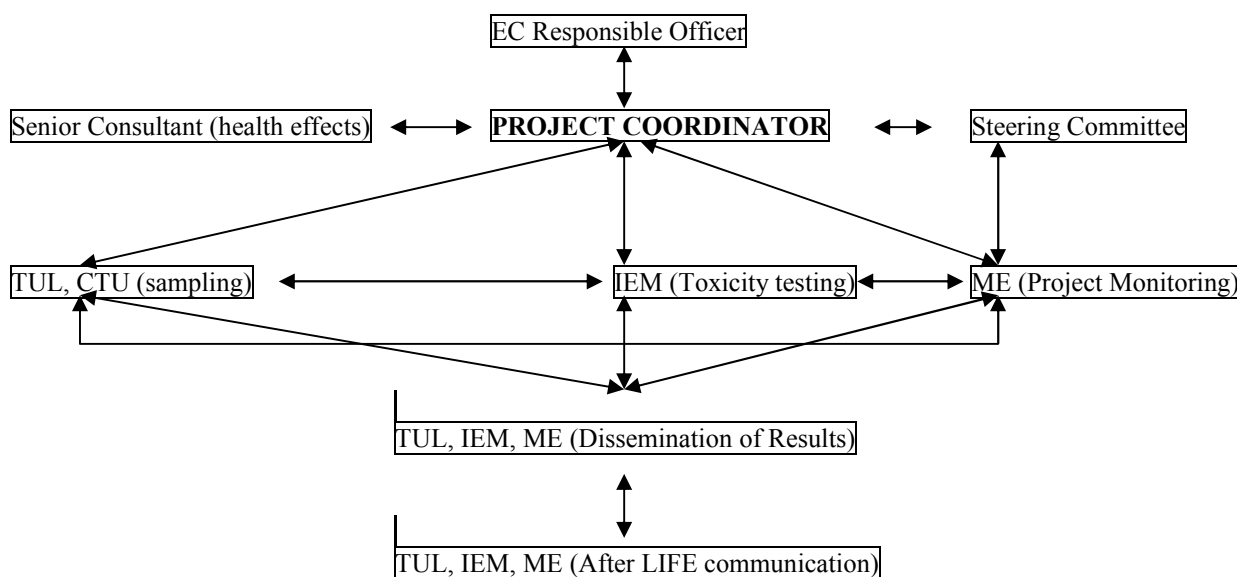 EC Responsible Officer
Senior Consultant (health effects)
PROJECT COORDINATOR
Steering Committee
TUL, CTU (sampling)
IEM (Toxicity testing)
ME (Project Monitoring)
TUL, IEM, ME (Dissemination of Results)
TUL, IEM, ME (After LIFE communication)